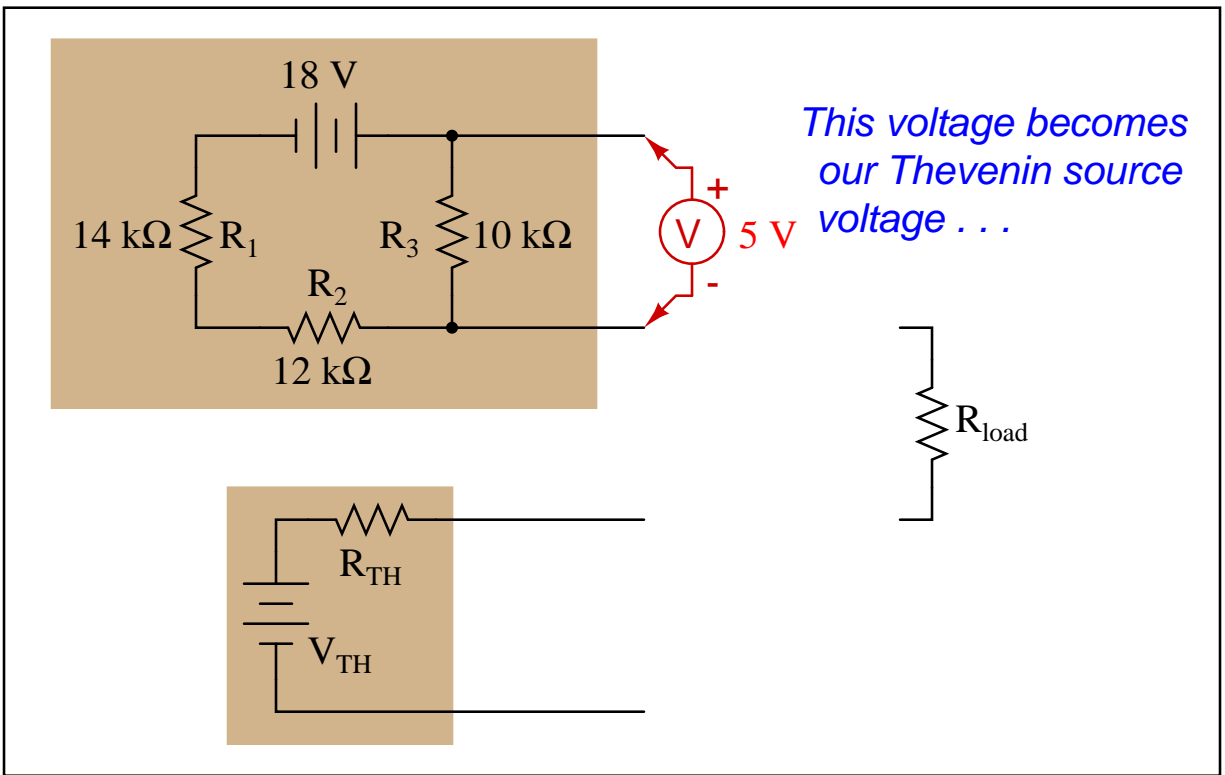 18 V
This voltage becomes
our Thevenin source
voltage . . .
14 kΩ R1 R3 10 kΩ
+
V 5 V
-
R2
12 kΩ
Rload
RTH
VTH